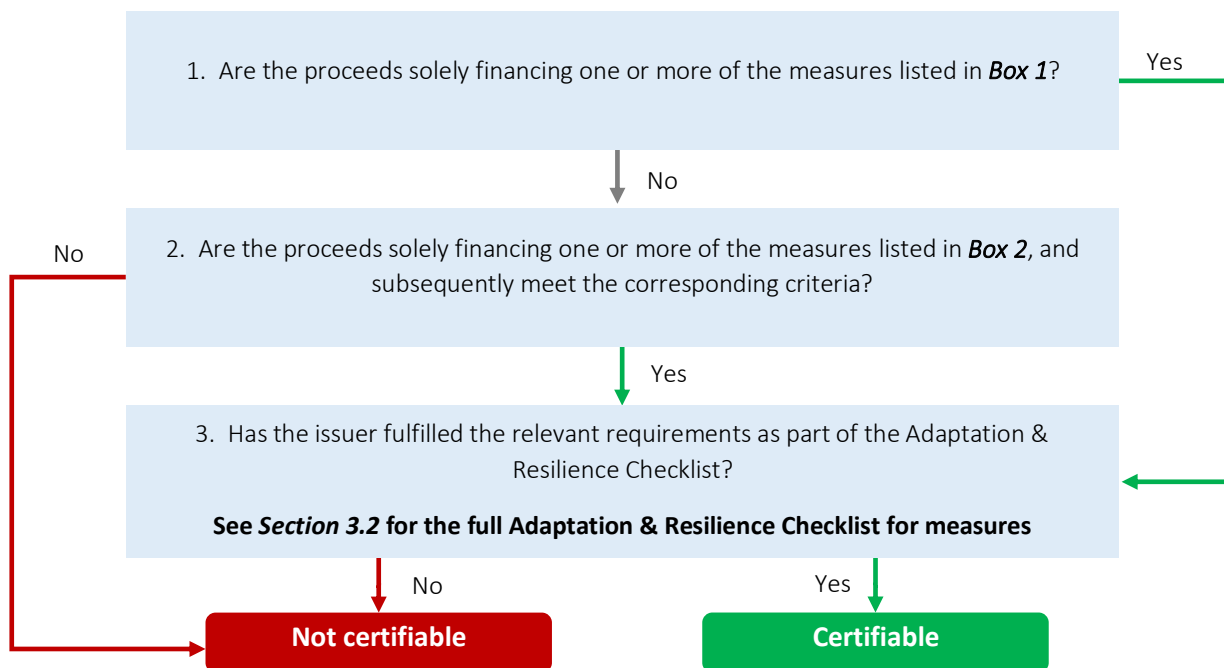 1. Are the proceeds solely financing one or more of the measures listed in Box 1?
Yes
No
No
2. Are the proceeds solely financing one or more of the measures listed in Box 2, and
subsequently meet the corresponding criteria?
Yes
3. Has the issuer fulfilled the relevant requirements as part of the Adaptation &
Resilience Checklist?
See Section 3.2 for the full Adaptation & Resilience Checklist for measures
No
Yes
Not certifiable
Certifiable